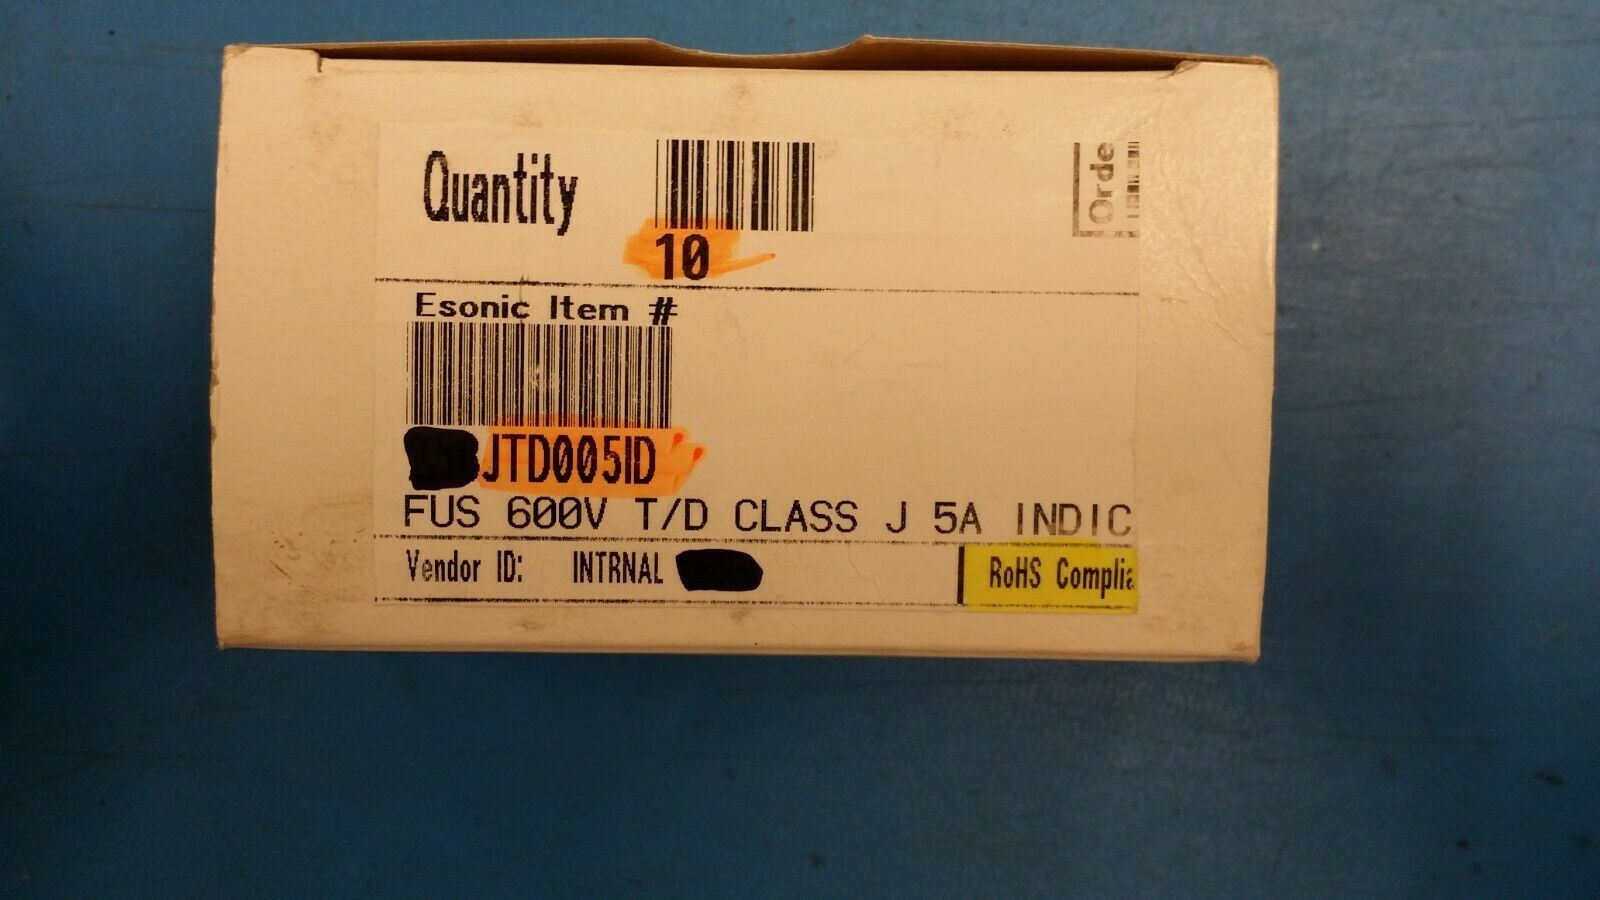 Quantity
10
Orde
Esonic Item #
JTD005ID
FUS 600V T/D CLASS J 5A INDIC
Vendor ID: INTRNAL
RoHS Complia